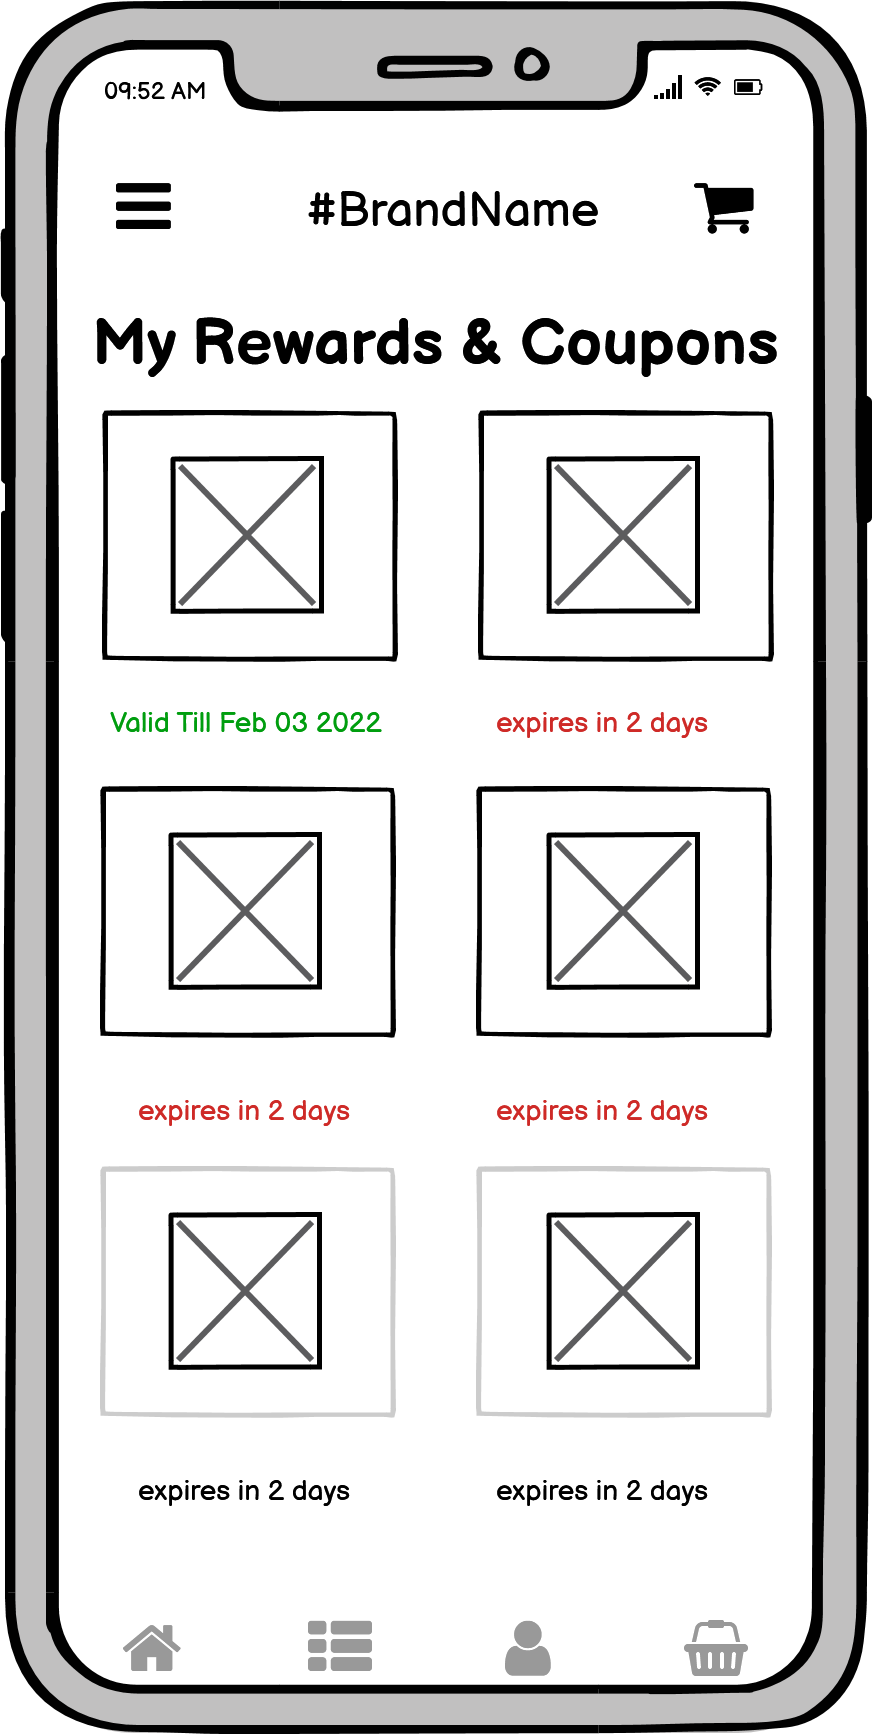 09:52 AM
#BrandName
My Rewards & Coupons
Valid Till Feb 03 2022
expires in 2 days
expires in 2 days
expires in 2 days
expires in 2 days
expires in 2 days